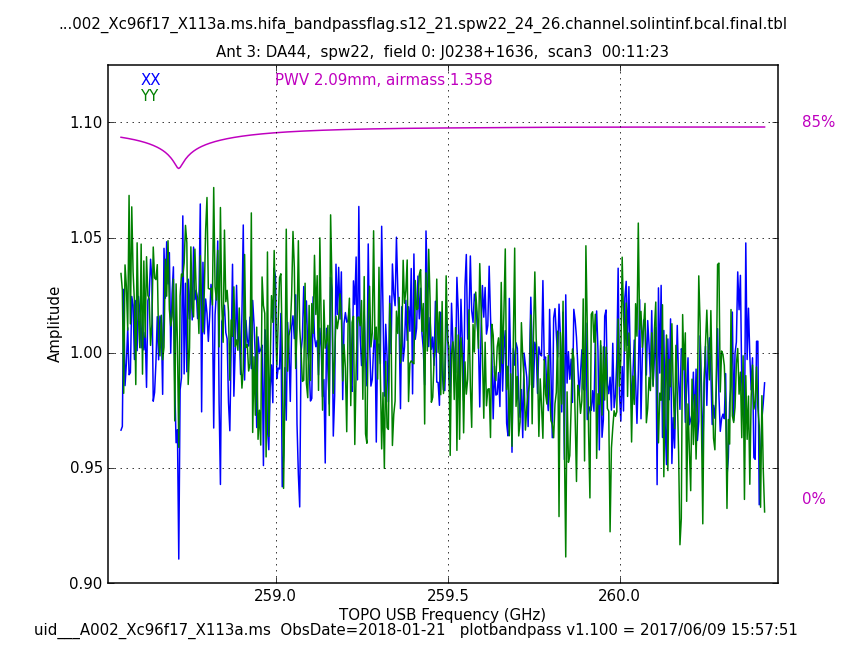 ...002_Xc96f17_X113a.ms.hifa_bandpassflag.s12_21.spw22_24_26.channel.solintinf.bcal.final.tbl
Ant 3: DA44,  spw22,  field 0: J0238+1636,  scan3  00:11:23
XX
PWV 2.09mm, airmass 1.358
YY
1.10
85%
1.05
Amplitude
1.00
0.95
0%
0.90
259.0
259.5
260.0
TOPO USB Frequency (GHz)
uid___A002_Xc96f17_X113a.ms  ObsDate=2018-01-21   plotbandpass v1.100 = 2017/06/09 15:57:51